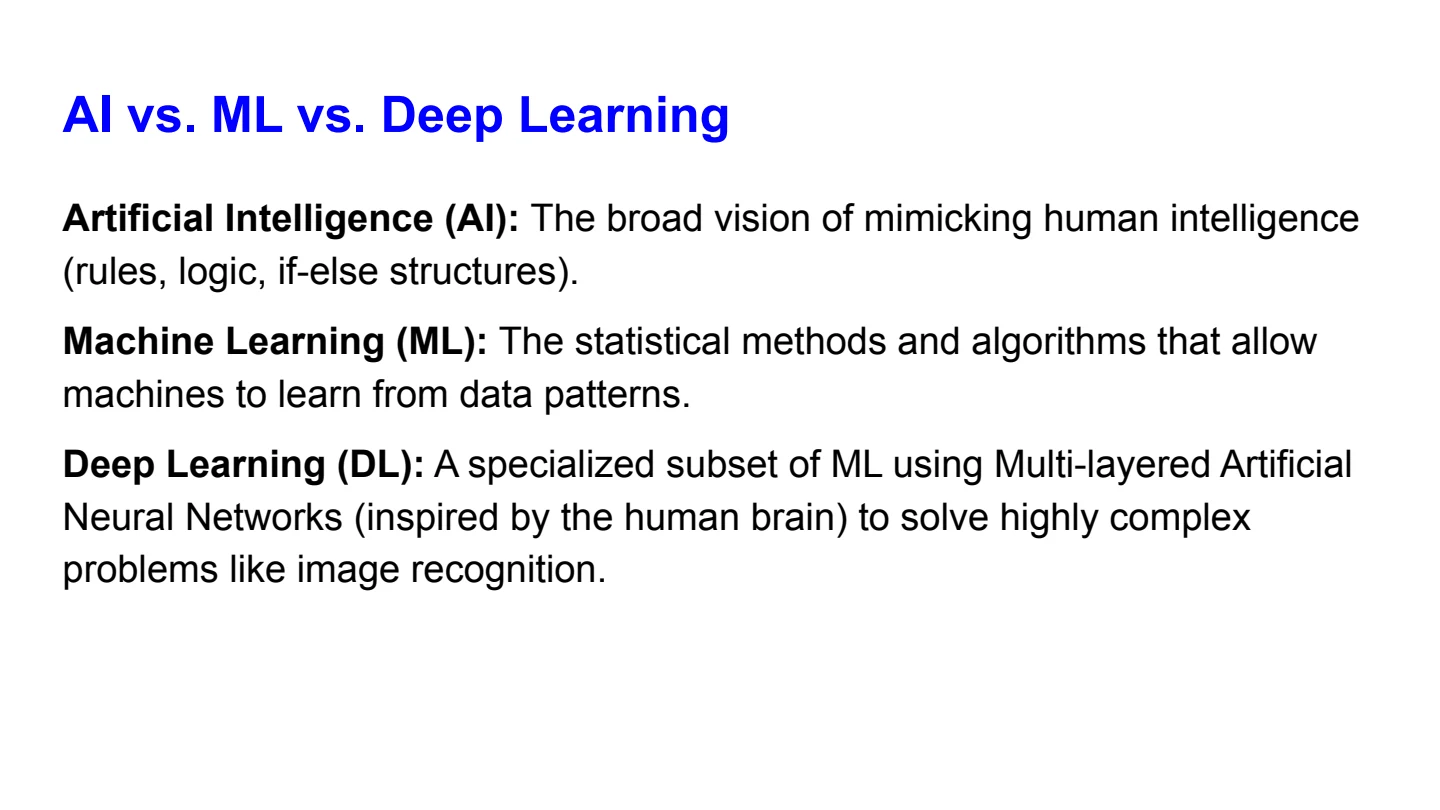 AI vs. ML vs. Deep Learning
Artificial Intelligence (AI): The broad vision of mimicking human intelligence
(rules, logic, if-else structures).
Machine Learning (ML): The statistical methods and algorithms that allow
machines to learn from data patterns.
Deep Learning (DL): A specialized subset of ML using Multi-layered Artificial
Neural Networks (inspired by the human brain) to solve highly complex
problems like image recognition.